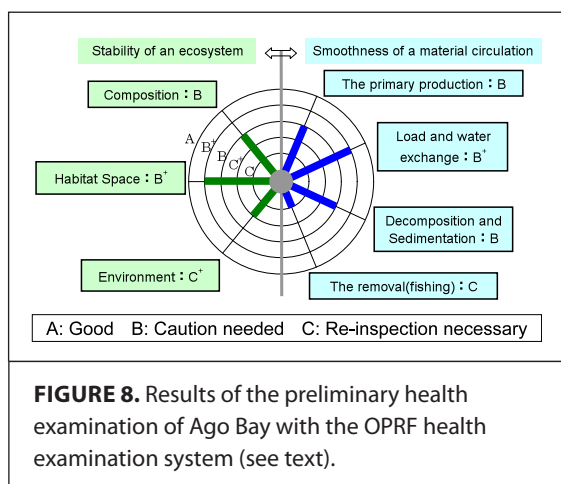 Stability of an ecosystem
Smoothness of a material circulation
Composition : B
The primary production : B
Habitat Space : B⁺
Load and water
exchange : B⁺
Environment : C⁺
Decomposition and
Sedimentation : B
The removal(fishing) : C
A
B⁺
B
C⁺
C
A: Good B: Caution needed C: Re-inspection necessary
FIGURE 8. Results of the preliminary health
examination of Ago Bay with the OPRF health
examination system (see text).